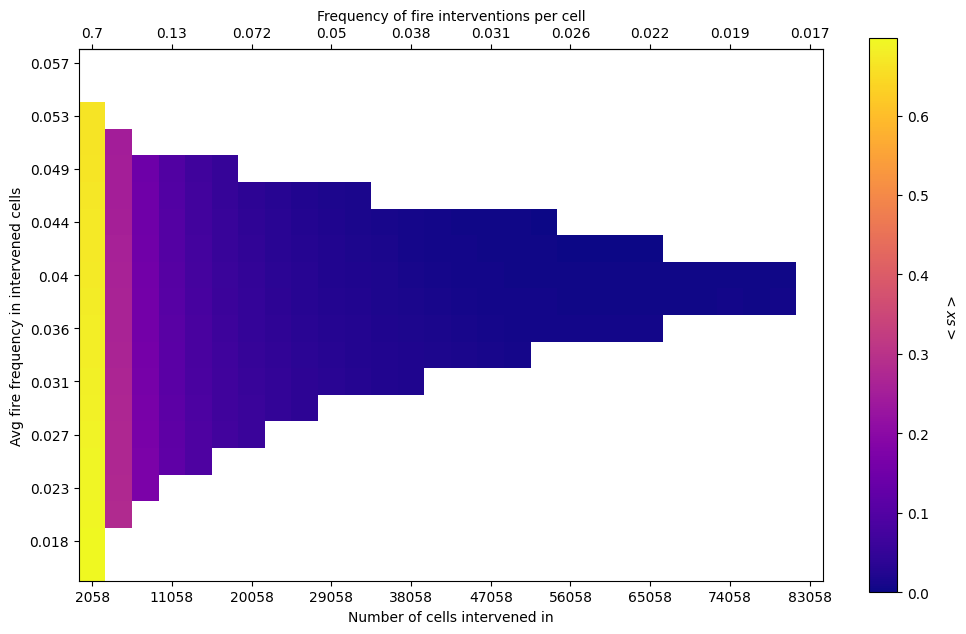 Frequency of fire interventions per cell
0.7 0.13 0.072 0.05 0.038 0.031 0.026 0.022 0.019 0.017
Avg fire frequency in intervened cells
0.057
0.053
0.049
0.044
0.04
0.036
0.031
0.027
0.023
0.018
2058 11058 20058 29058 38058 47058 56058 65058 74058 83058
Number of cells intervened in
0.6
0.5
0.4
0.3
0.2
0.1
0.0
<sx>